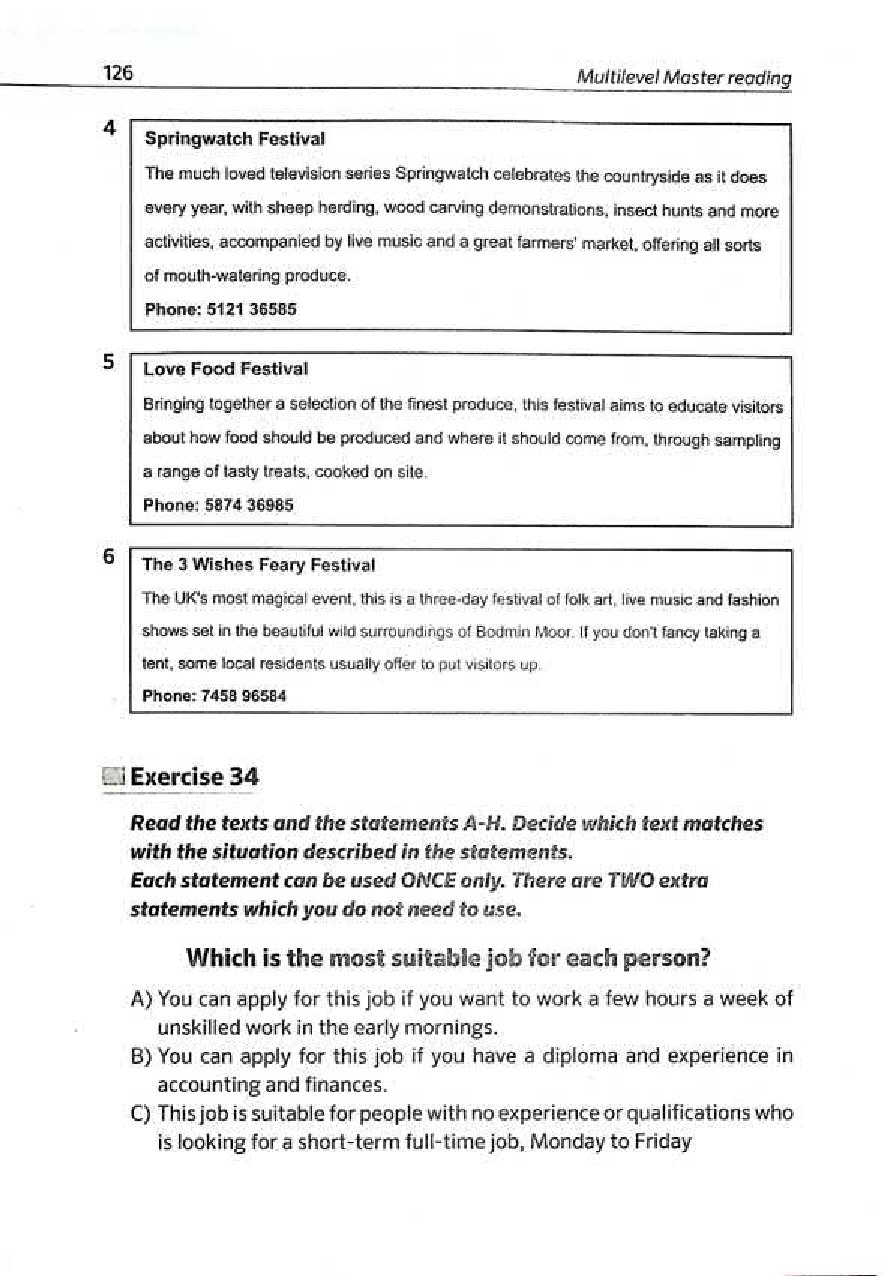 126
Multilevel Master reading
4
Springwatch Festival
The much loved television series Springwatch celebrates the countryside as it does
every year, with sheep herding, wood carving demonstrations, insect hunts and more
activities, accompanied by live music and a great farmers' market, offering all sorts
of mouth-watering produce.
Phone: 5121 36585
5
Love Food Festival
Bringing together a selection of the finest produce, this festival aims to educate visitors
about how food should be produced and where it should come from, through sampling
a range of tasty treats, cooked on site.
Phone: 5874 36985
6
The 3 Wishes Feary Festival
The UK's most magical event, this is a three-day festival of folk art, live music and fashion
shows set in the beautiful wild surroundings of Bodmin Moor. If you don't fancy taking a
tent, some local residents usually offer to put visitors up.
Phone: 7458 96584
Exercise 34
Read the texts and the statements A-H. Decide which text matches
with the situation described in the statements.
Each statement can be used ONCE only. There are TWO extra
statements which you do not need to use.
Which is the most suitable job for each person?
A) You can apply for this job if you want to work a few hours a week of
unskilled work in the early mornings.
B) You can apply for this job if you have a diploma and experience in
accounting and finances.
C) This job is suitable for people with no experience or qualifications who
is looking for a short-term full-time job, Monday to Friday